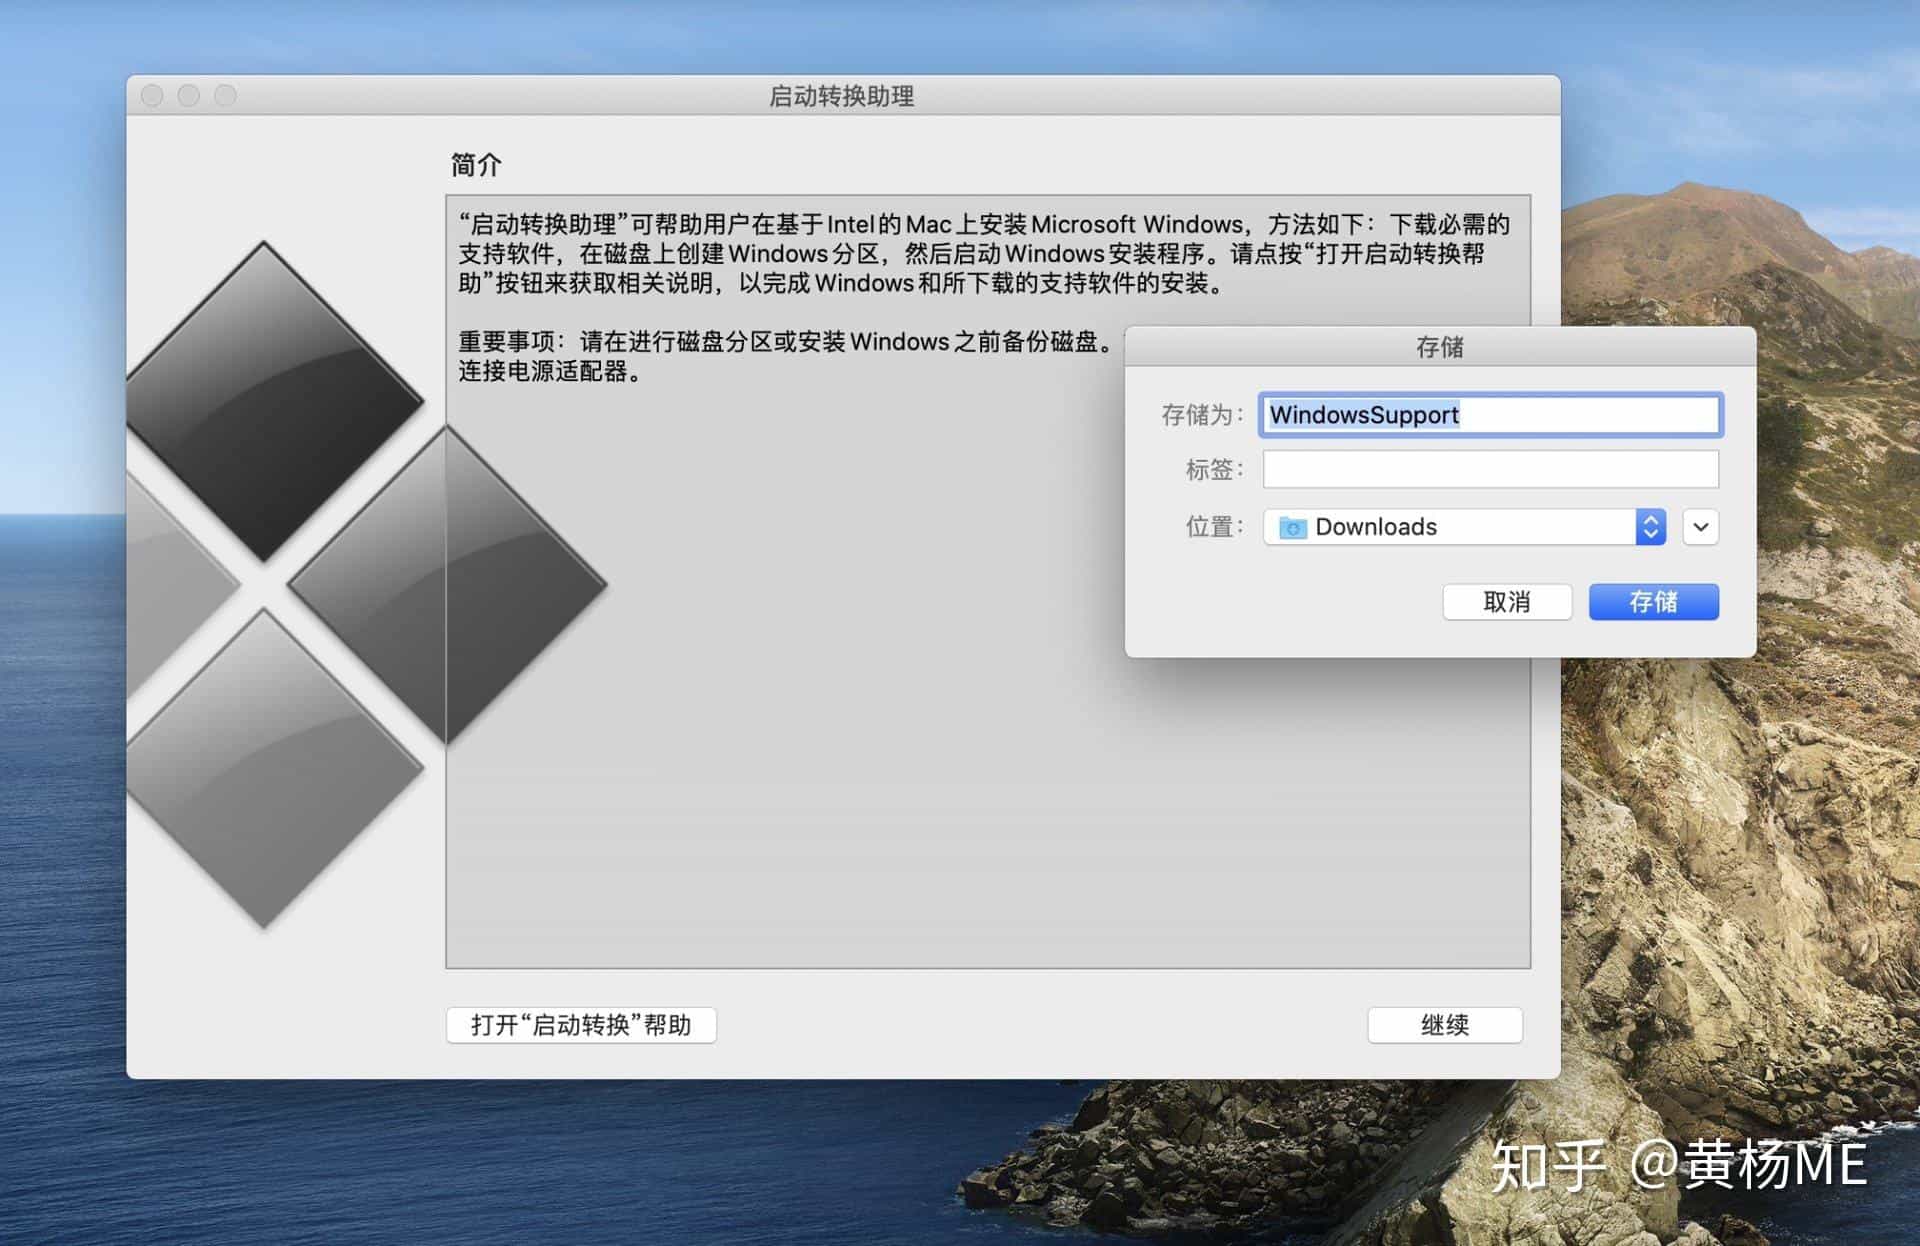 启动转换助理
简介
“启动转换助理”可帮助用户在基于Intel的Mac上安装Microsoft Windows，方法如下：下载必需的
支持软件，在磁盘上创建Windows分区，然后启动Windows安装程序。请点按“打开启动转换帮
助”按钮来获取相关说明，以完成Windows和所下载的支持软件的安装。
重要事项：请在进行磁盘分区或安装Windows之前备份磁盘。
连接电源适配器。
存储
存储为：WindowsSupport
标签：
位置：Downloads
取消 存储
打开“启动转换”帮助 继续
知乎 @黄杨ME